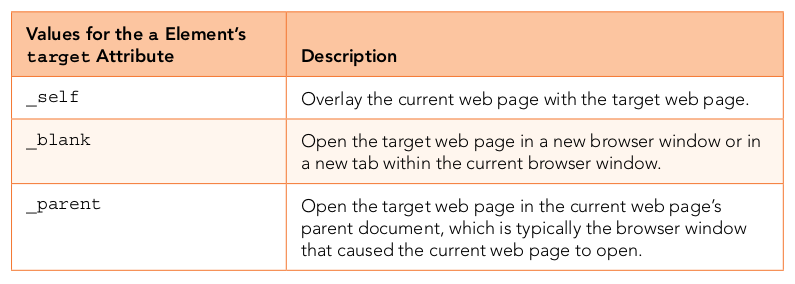 Values for the a Element's
target Attribute
Description
_self
Overlay the current web page with the target web page.
_blank
Open the target web page in a new browser window or in
a new tab within the current browser window.
_parent
Open the target web page in the current web page's
parent document, which is typically the browser window
that caused the current web page to open.